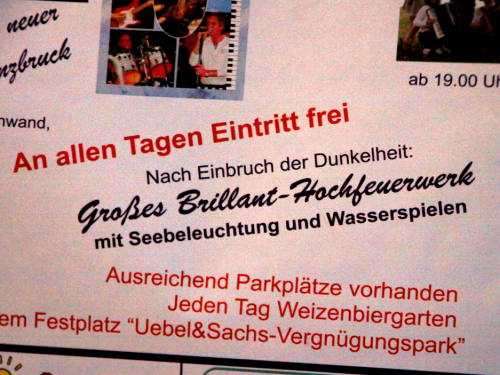 neuer
nzbruck
ab 19.00 Uh
nwand,
An allen Tagen Eintritt frei
Nach Einbruch der Dunkelheit:
Großes Brillant-Hochfeuerwerk
mit Seebeleuchtung und Wasserspielen
Ausreichend Parkplätze vorhanden
Jeden Tag Weizenbiergarten
em Festplatz “Uebel&Sachs-Vergnügungspark”